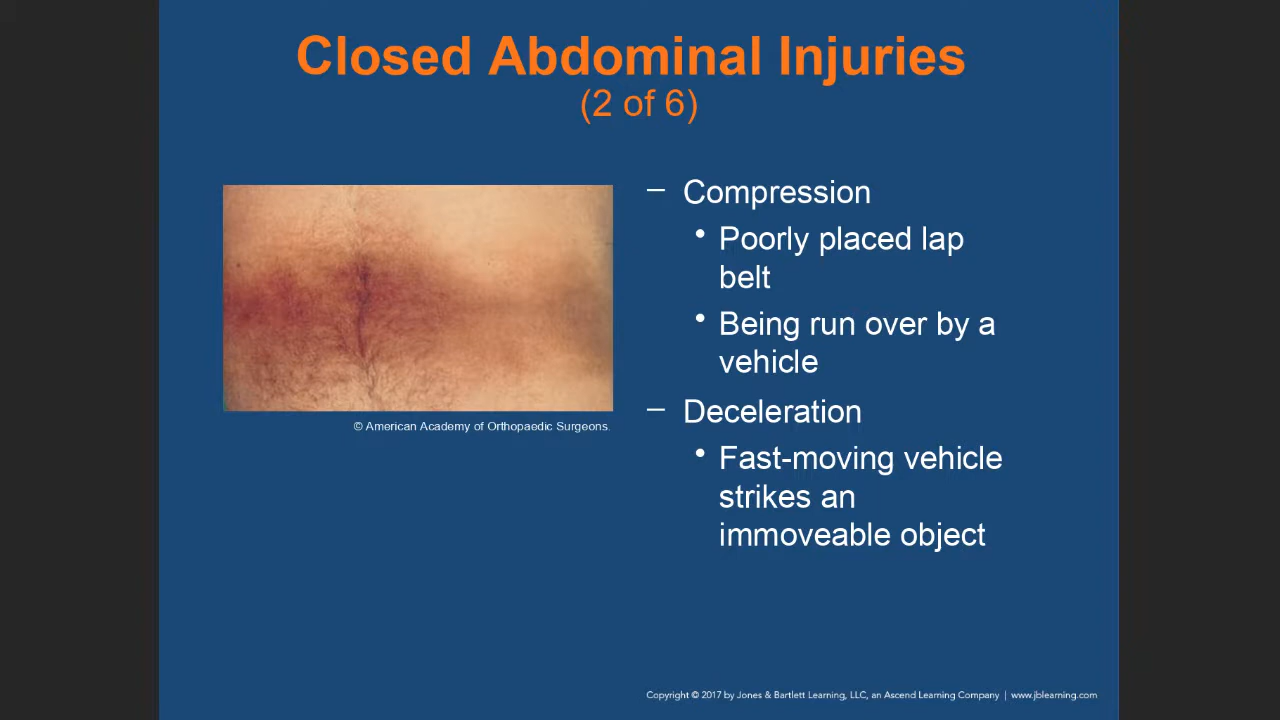 Closed Abdominal Injuries
(2 of 6)
– Compression
• Poorly placed lap
belt
• Being run over by a
vehicle
– Deceleration
• Fast-moving vehicle
strikes an
immoveable object
© American Academy of Orthopaedic Surgeons.
Copyright © 2017 by Jones & Bartlett Learning, LLC, an Ascend Learning Company | www.jblearning.com